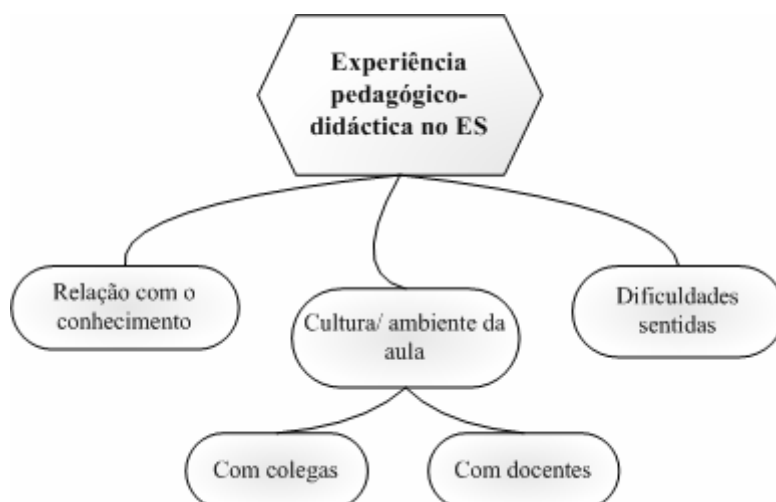 Experiência
pedagógico-
didáctica no ES
Relação com o
conhecimento
Cultura/ ambiente da
aula
Dificuldades
sentidas
Com colegas
Com docentes